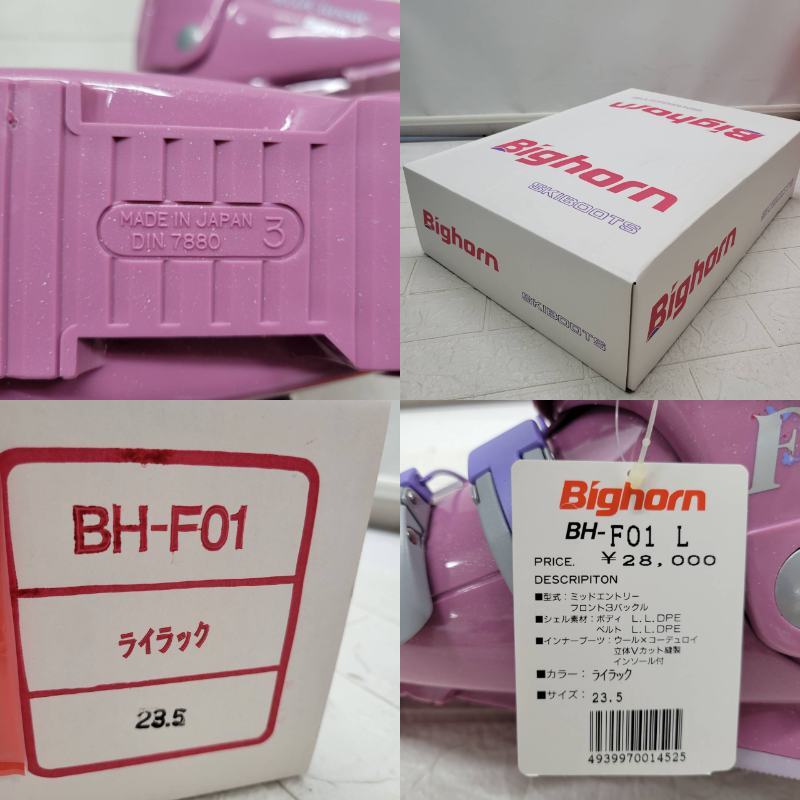 MADE IN JAPAN
DIN 7880
3
Bighorn
Bighorn
SKIBOOTS
Bighorn
SKIBOOTS
Bighorn
SKIBOOTS
BH-F01
ライラック
23.5
F
Bighorn
BH-F01 L
PRICE. ¥28,000
DESCRIPITON
■型式：ミッドエントリー
フロント3バックル
■シェル素材：ボディ L.L.DPE
ベルト L.L.DPE
■インナーブーツ：ウール×コーデュロイ
立体Vカット縫製
インソール付
■カラー：ライラック
■サイズ：23.5
4939970014525